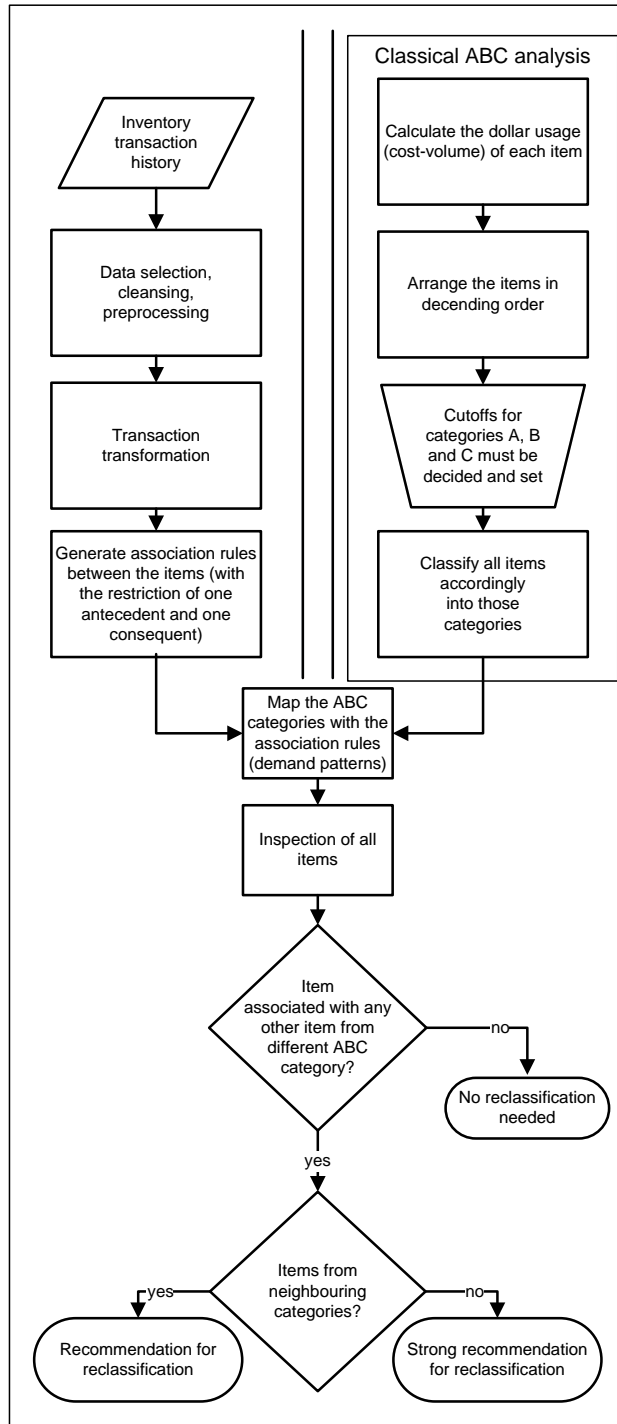 Classical ABC analysis
Inventory
transaction
history
Data selection,
cleansing,
preprocessing
Transaction
transformation
Generate association rules
between the items (with
the restriction of one
antecedent and one
consequent)
Calculate the dollar usage
(cost-volume) of each item
Arrange the items in
decending order
Cutoffs for
categories A, B
and C must be
decided and set
Classify all items
accordingly
into those
categories
Map the ABC
categories with the
association rules
(demand patterns)
Inspection of all
items
Item
associated with any
other item from
different ABC
category?
no
No reclassification
needed
yes
Items from
neighbouring
categories?
yes
no
Recommendation for
reclassification
Strong recommendation
for reclassification